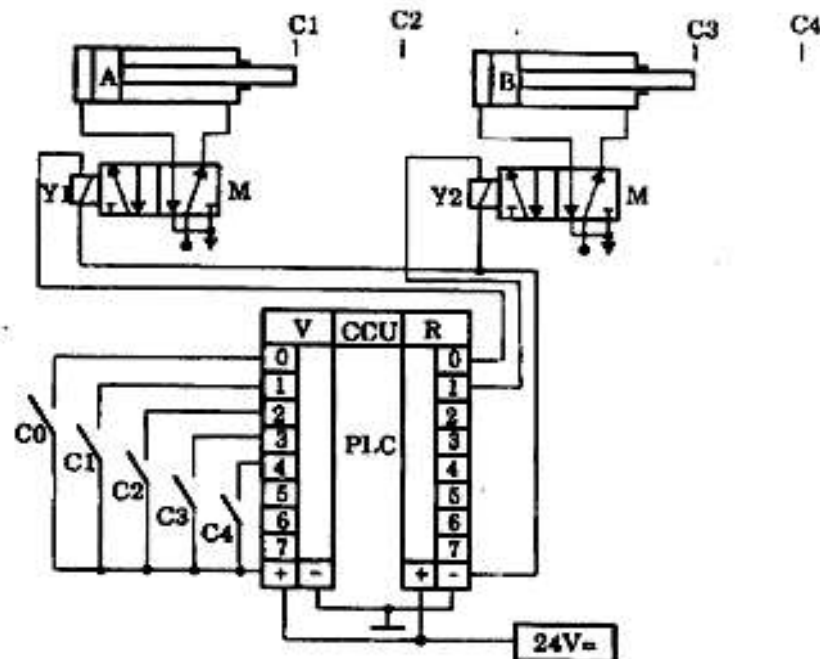 C1 C2 C3 C4
A B
Y1 M Y2 M
V CCU R
0 0
1 1
2 2
C0 3 PLC 3
C1 4 4
C2 5 5
C3 6 6
C4 7 7
+ - + -
24V=